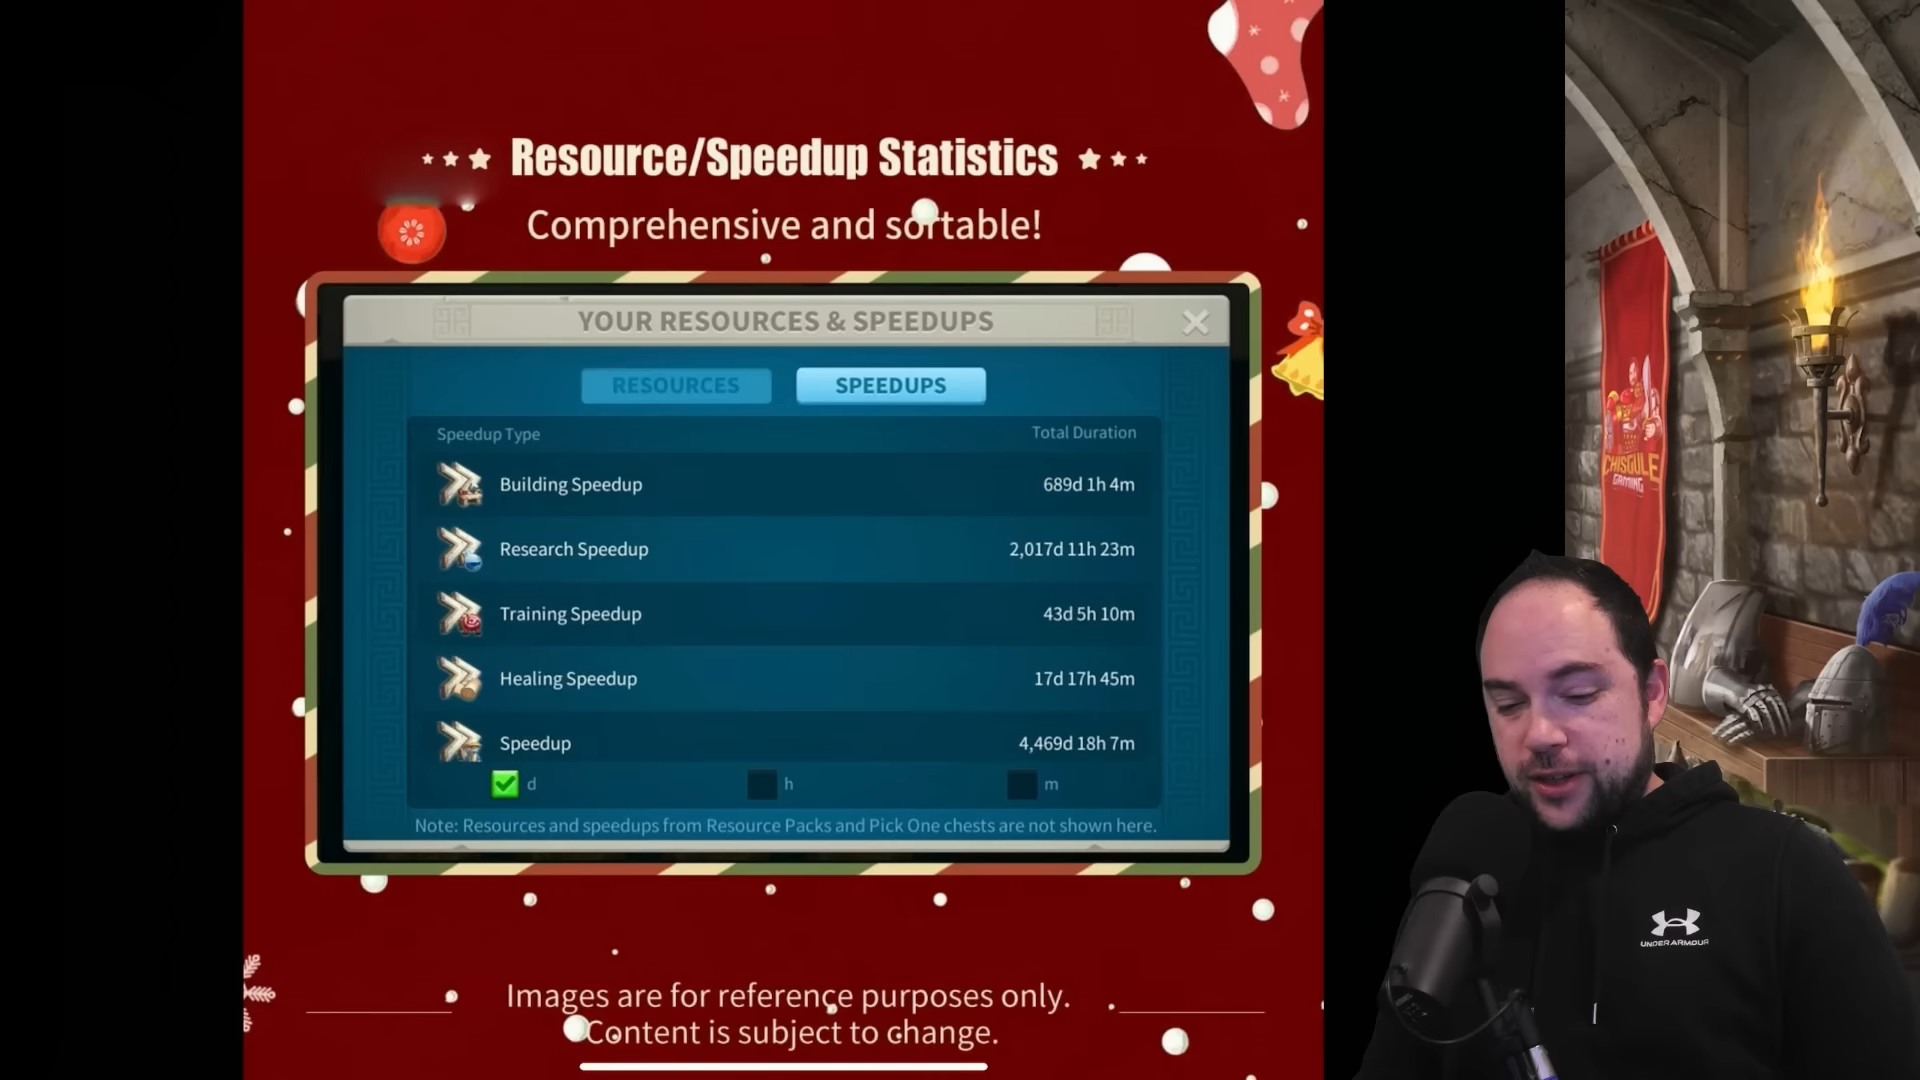 Resource/Speedup Statistics
Comprehensive and sortable!
YOUR RESOURCES & SPEEDUPS
RESOURCES
SPEEDUPS
Speedup Type
Total Duration
Building Speedup
689d 1h 4m
Research Speedup
2,017d 11h 23m
Training Speedup
43d 5h 10m
Healing Speedup
17d 17h 45m
Speedup
4,469d 18h 7m
d
h
m
Note: Resources and speedups from Resource Packs and Pick One chests are not shown here.
Images are for reference purposes only.
Content is subject to change.
CHISGULE
GAMING
UNDER ARMOUR